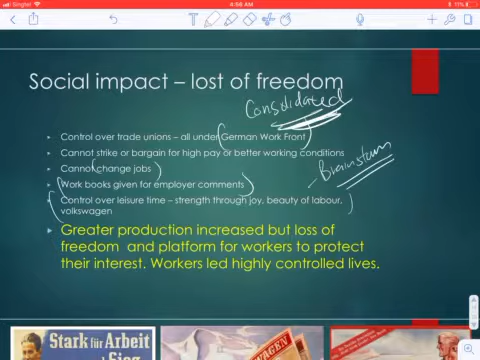 Singtel
4:56 AM
11%
Social impact – lost of freedom
Consolidated
Control over trade unions – all under German Work Front
Cannot strike or bargain for high pay or better working conditions
Cannot change jobs
- Brainstorm
Work books given for employer comments
Control over leisure time – strength through joy, beauty of labour,
volkswagen
Greater production increased but loss of
freedom and platform for workers to protect
their interest. Workers led highly controlled lives.
Stark für Arbeit
WAGEN